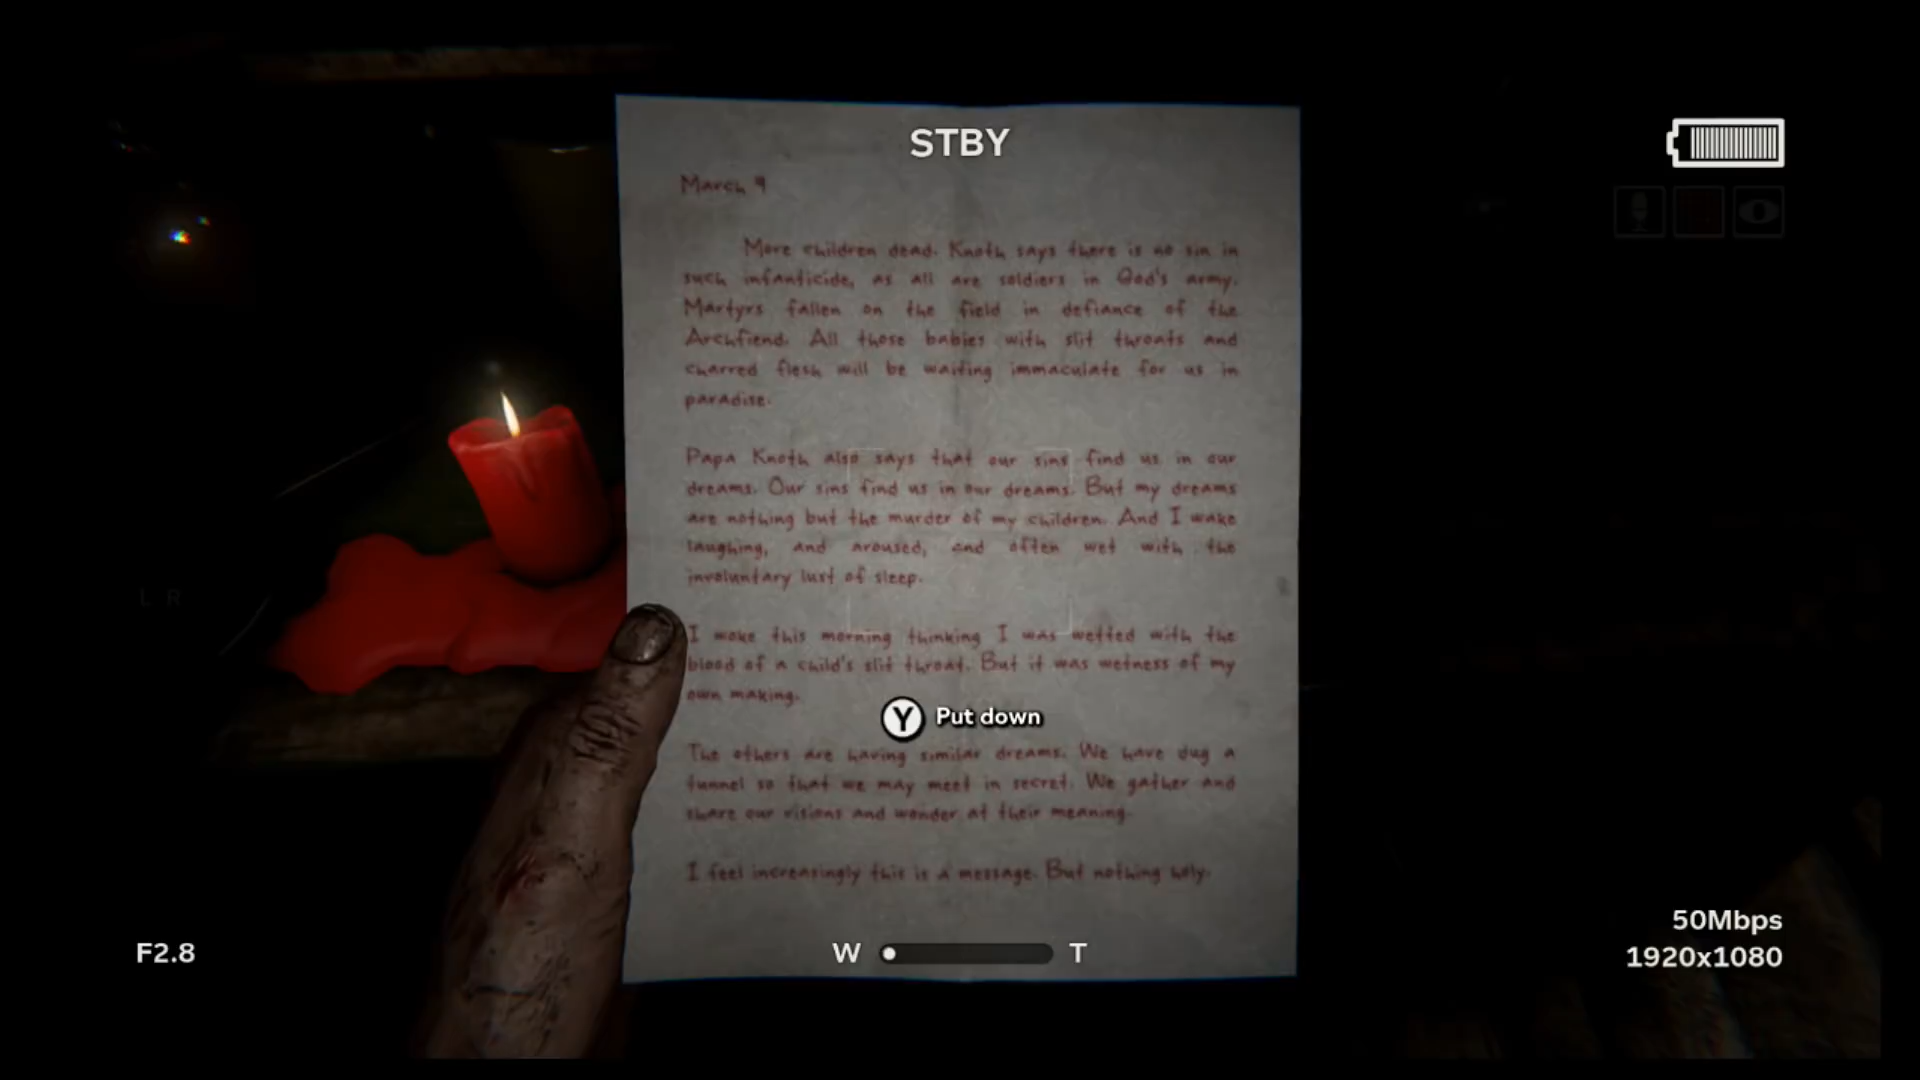 STBY
March 9
More children dead. Knoth says there is no sin in
such infanticide, as all are soldiers in God's army.
Martyrs fallen on the field in defiance of the
Archfiend. All those babies with slit throats and
charred flesh will be waiting immaculate for us in
paradise.
Papa Knoth also says that our sins find us in our
dreams. Our sins find us in our dreams. But my dreams
are nothing but the murder of my children. And I wake
laughing, and aroused, and often wet with the
involuntary lust of sleep.
L R
I woke this morning thinking I was wetted with the
blood of a child's slit throat. But it was wetness of my
own making.
Y Put down
The others are having similar dreams. We have dug a
tunnel so that we may meet in secret. We gather and
share our visions and wonder at their meaning.
I feel increasingly this is a message. But nothing holy.
F2.8
W T
50Mbps
1920x1080